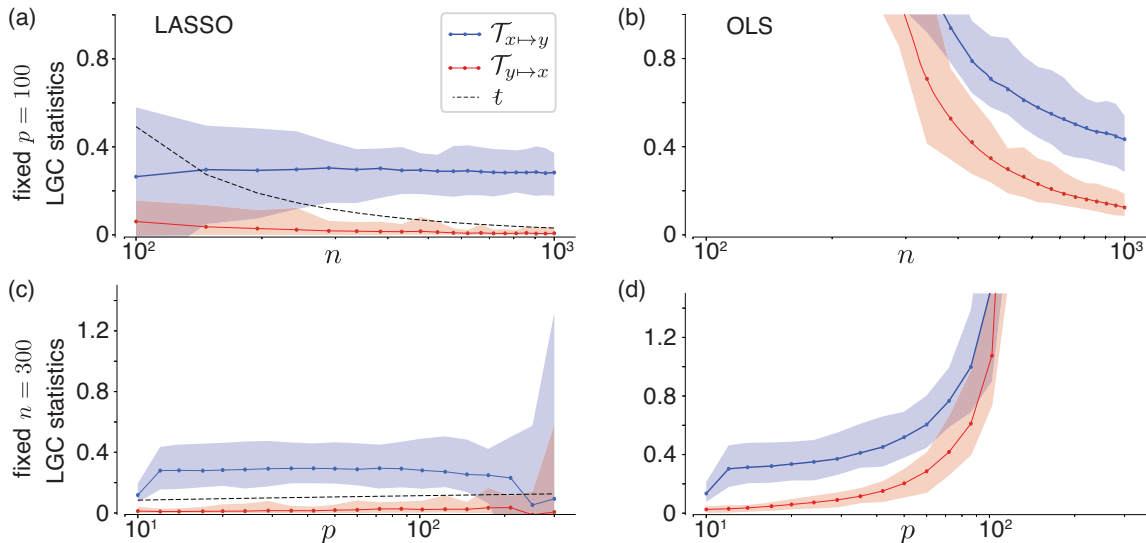 (a) LASSO
𝒯x↦y
𝒯y↦x
t
fixed p = 100
LGC statistics
0.8
0.4
0
10² n 10³
(b) OLS
0.8
0.4
0
10² n 10³
(c)
fixed n = 300
LGC statistics
1.2
0.8
0.4
0
10¹ p 10²
(d)
1.2
0.8
0.4
0
10¹ p 10²